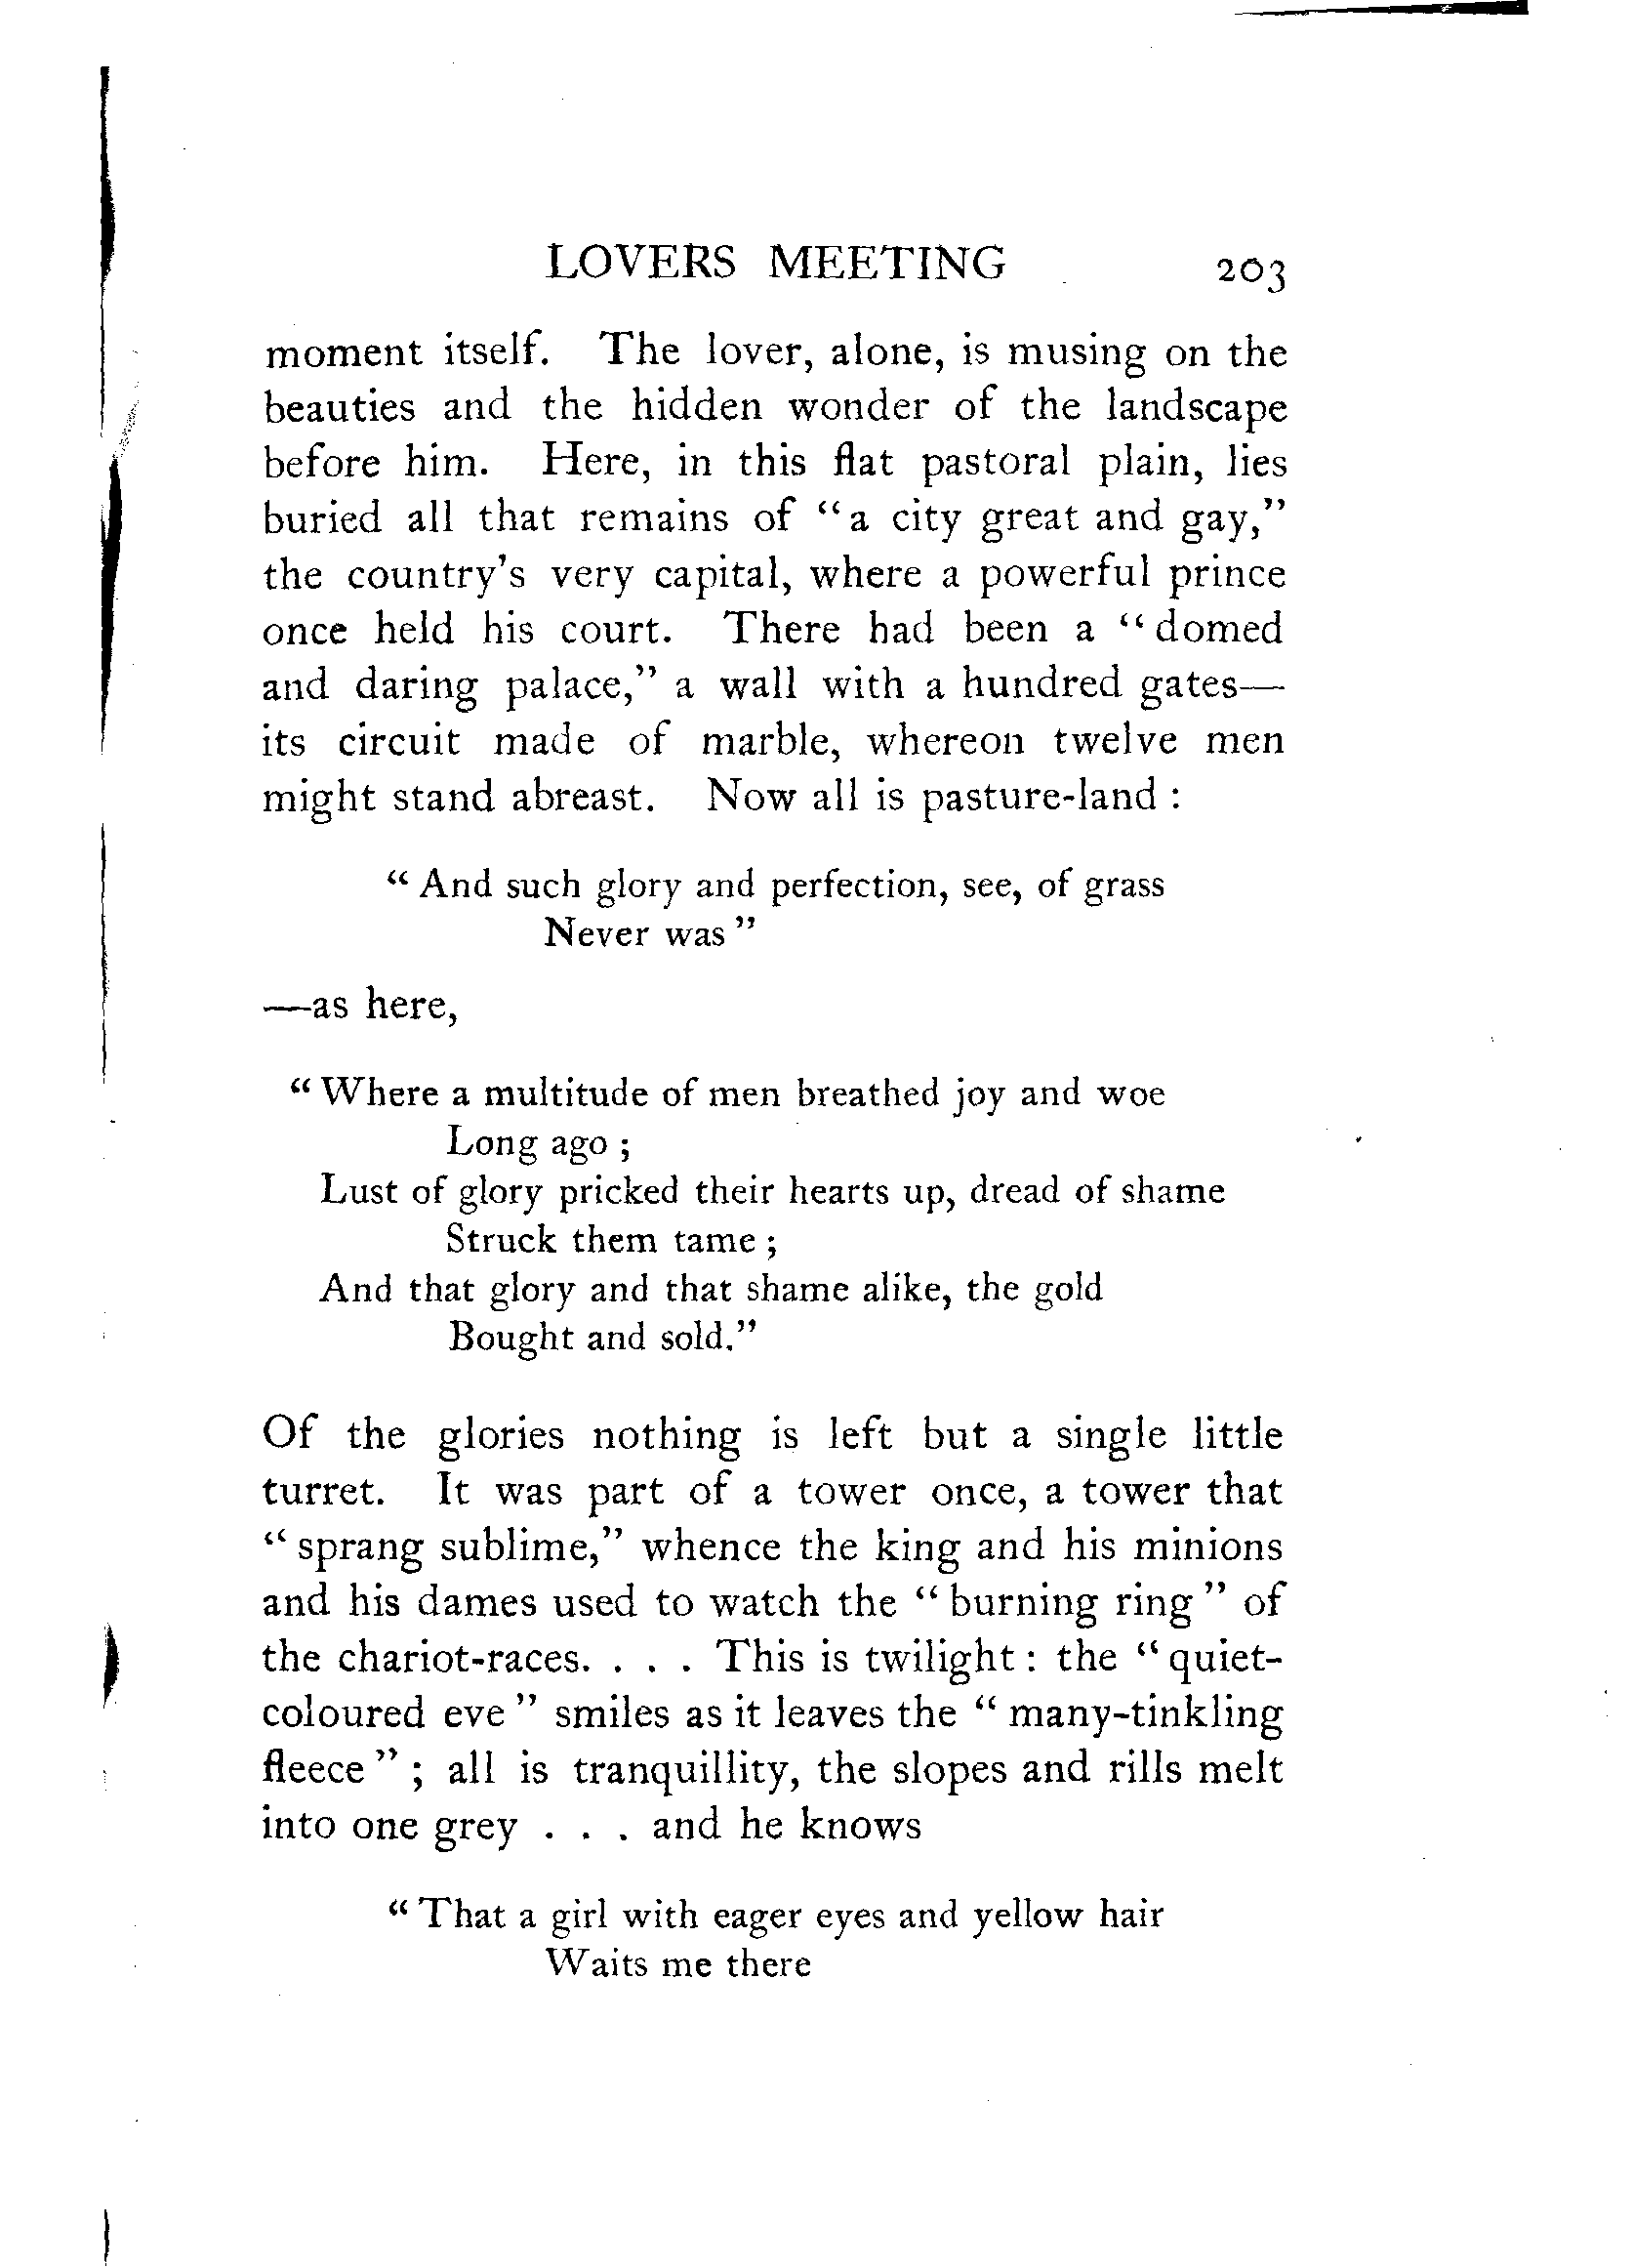 LOVERS MEETING 203
moment itself. The lover, alone, is musing on the
beauties and the hidden wonder of the landscape
before him. Here, in this flat pastoral plain, lies
buried all that remains of “a city great and gay,”
the country’s very capital, where a powerful prince
once held his court. There had been a “domed
and daring palace,” a wall with a hundred gates—
its circuit made of marble, whereon twelve men
might stand abreast. Now all is pasture-land :
“ And such glory and perfection, see, of grass
Never was ”
—as here,
“ Where a multitude of men breathed joy and woe
Long ago ;
Lust of glory pricked their hearts up, dread of shame
Struck them tame ;
And that glory and that shame alike, the gold
Bought and sold.”
Of the glories nothing is left but a single little
turret. It was part of a tower once, a tower that
“ sprang sublime,” whence the king and his minions
and his dames used to watch the “ burning ring ” of
the chariot-races. . . . This is twilight : the “ quiet-
coloured eve ” smiles as it leaves the “ many-tinkling
fleece ” ; all is tranquillity, the slopes and rills melt
into one grey . . . and he knows
“ That a girl with eager eyes and yellow hair
Waits me there